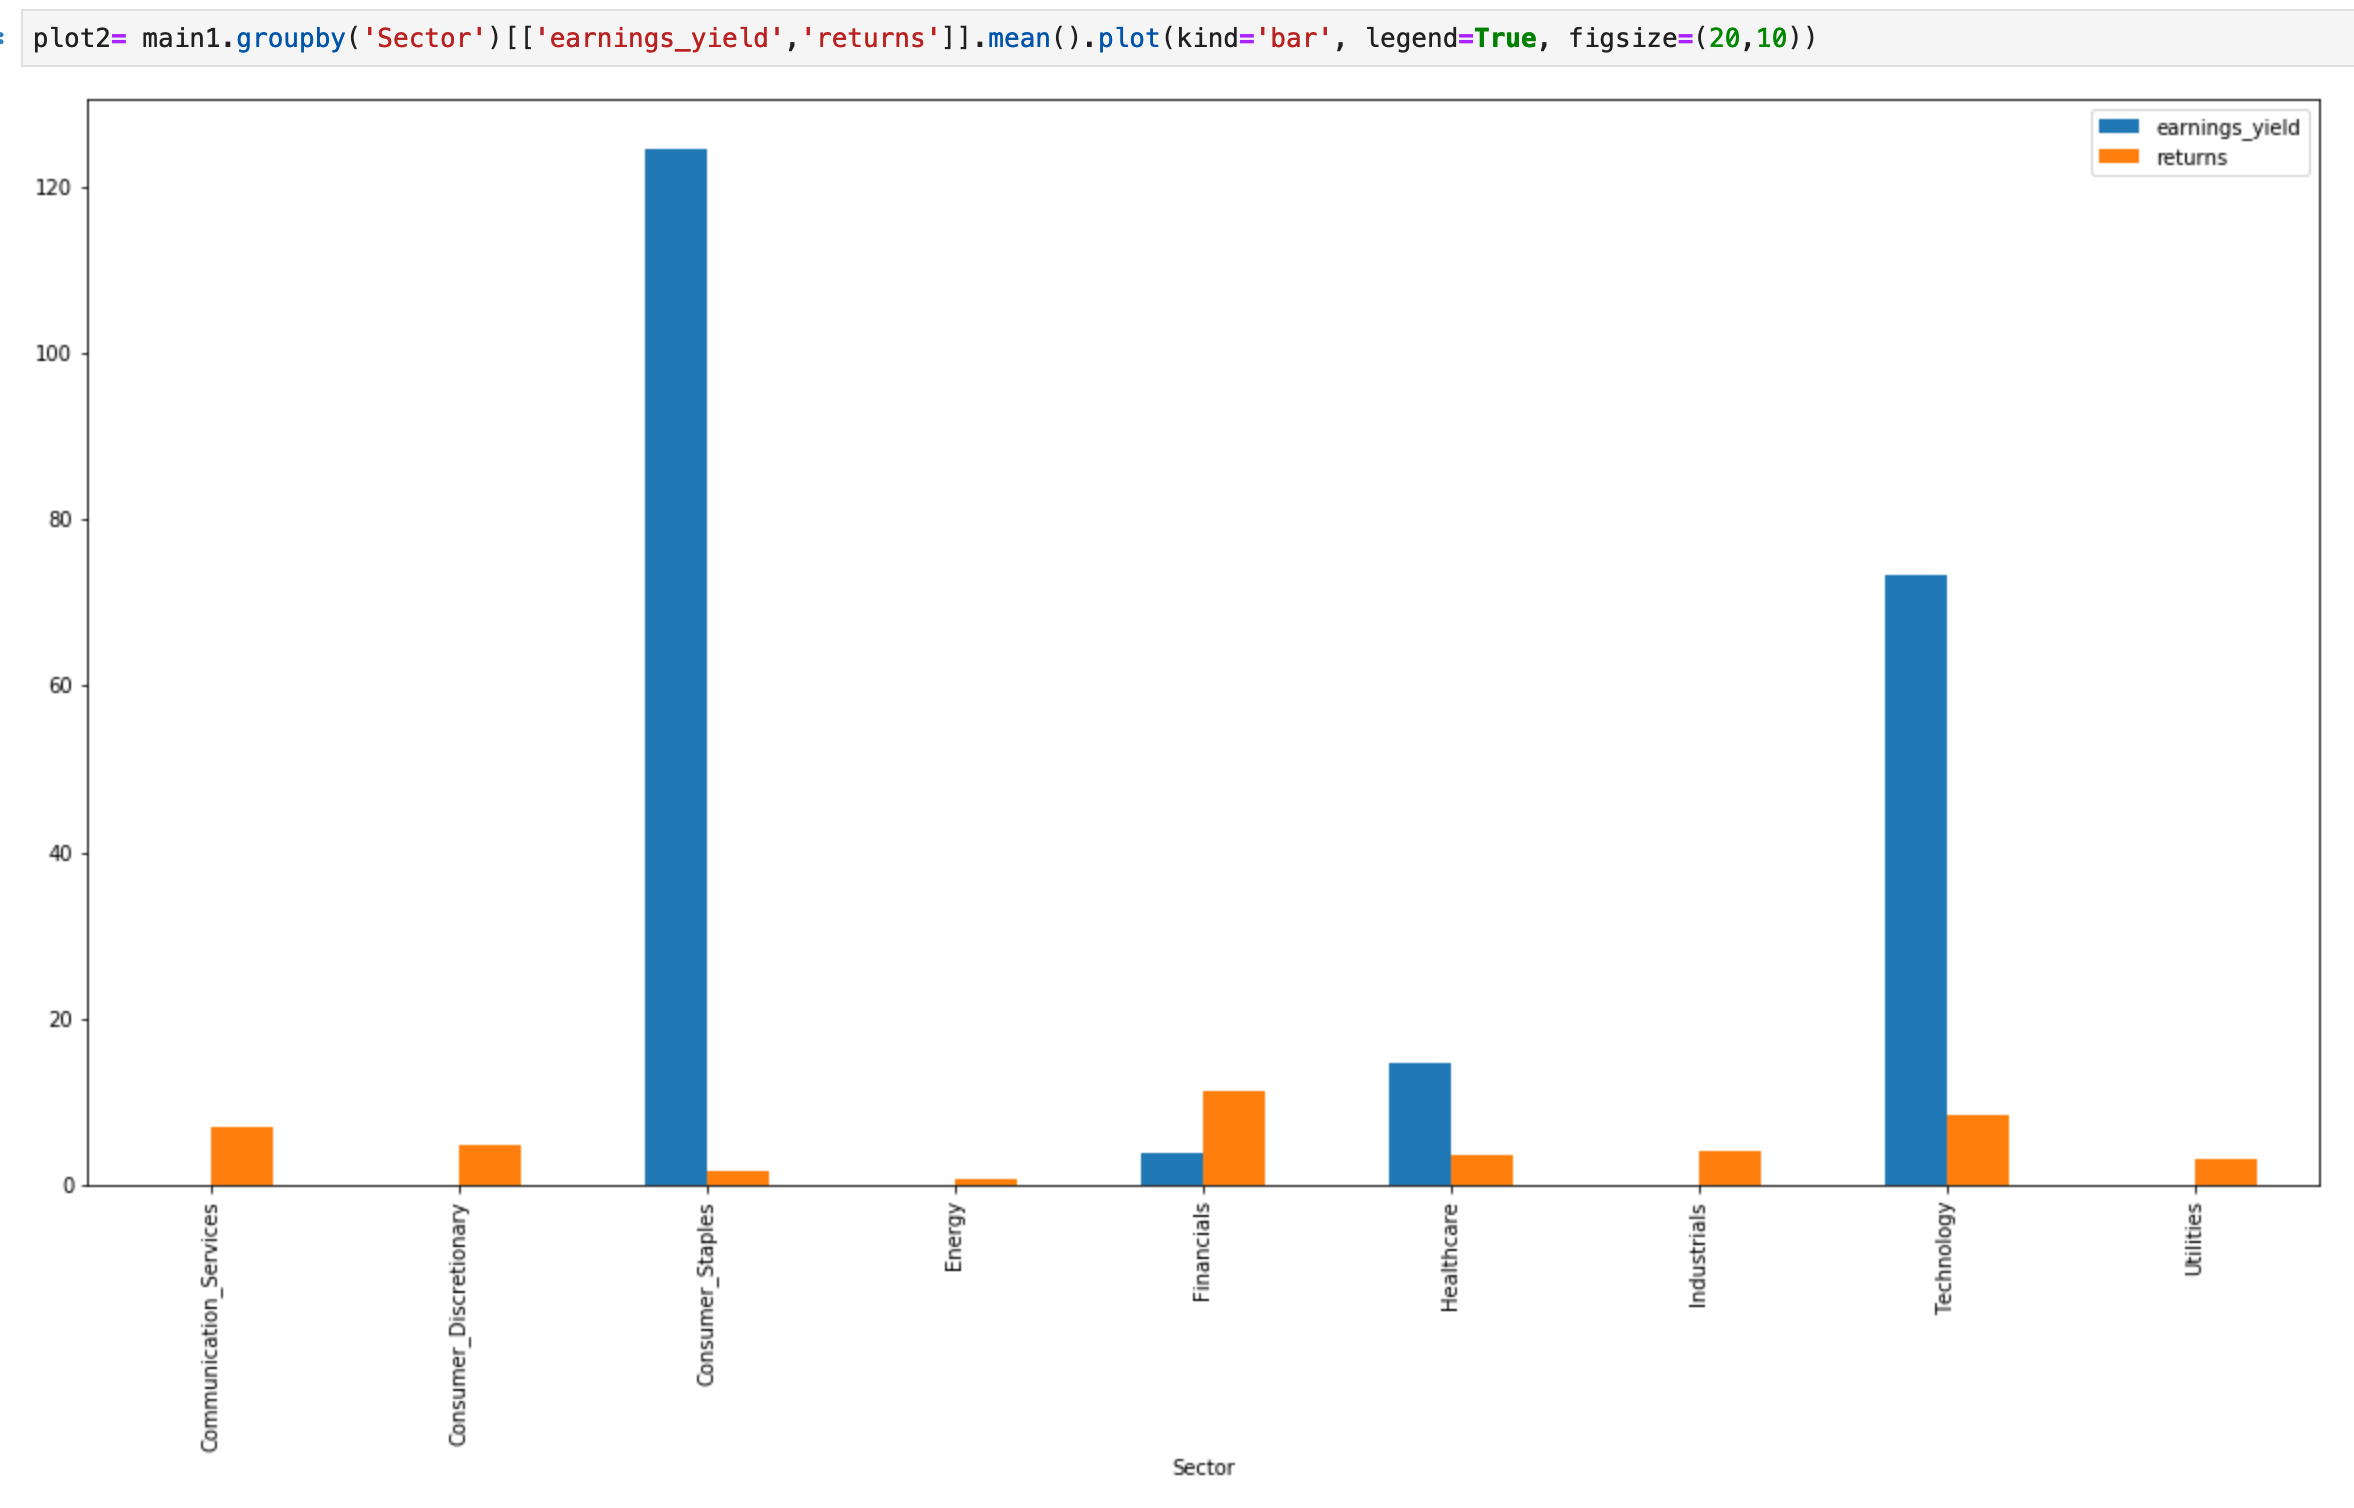 plot2= main1.groupby('Sector')[['earnings_yield','returns']].mean().plot(kind='bar', legend=True, figsize=(20,10))
earnings_yield
returns
120
100
80
60
40
20
0
Communication_Services
Consumer_Discretionary
Consumer_Staples
Energy
Financials
Healthcare
Industrials
Technology
Utilities
Sector